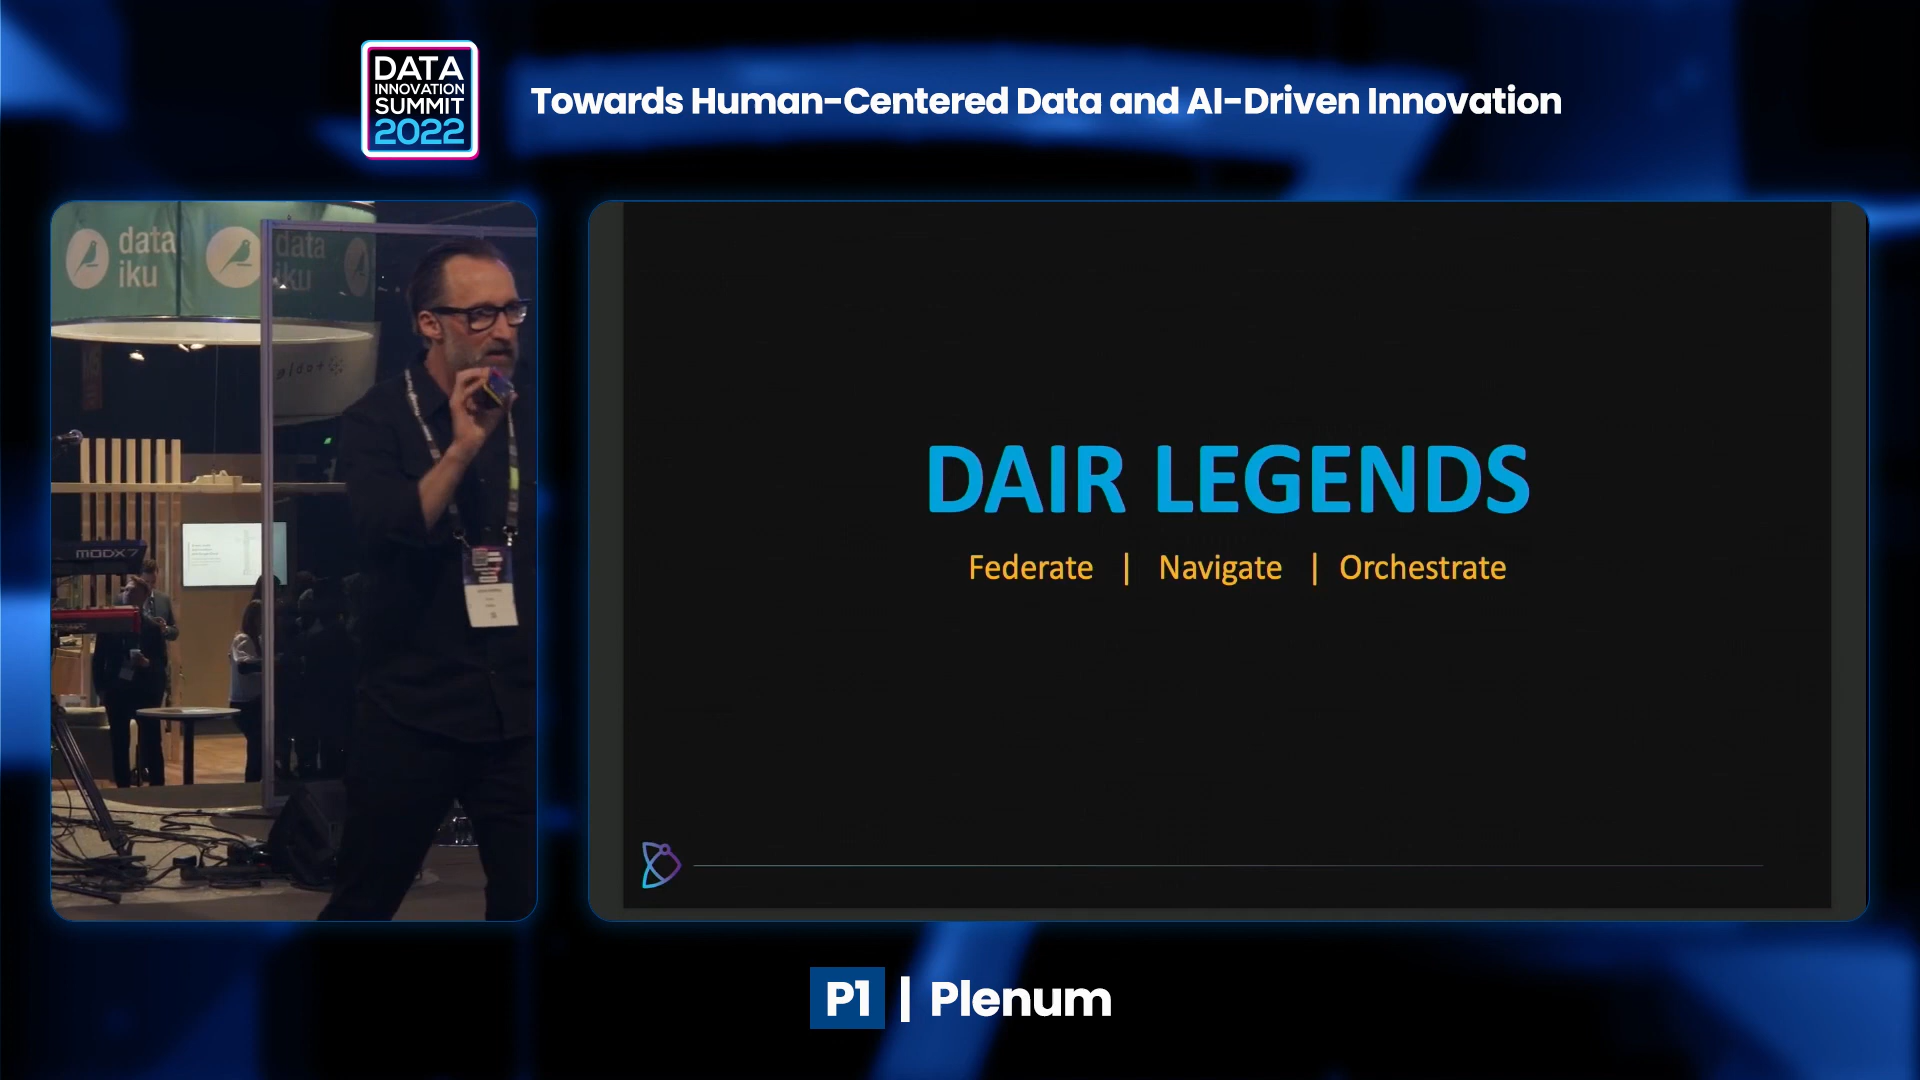 DATA
INNOVATION
SUMMIT
2022
Towards Human-Centered Data and AI-Driven Innovation
data
iku
data
iku
MODX7
DAIR LEGENDS
Federate | Navigate | Orchestrate
P1 | Plenum